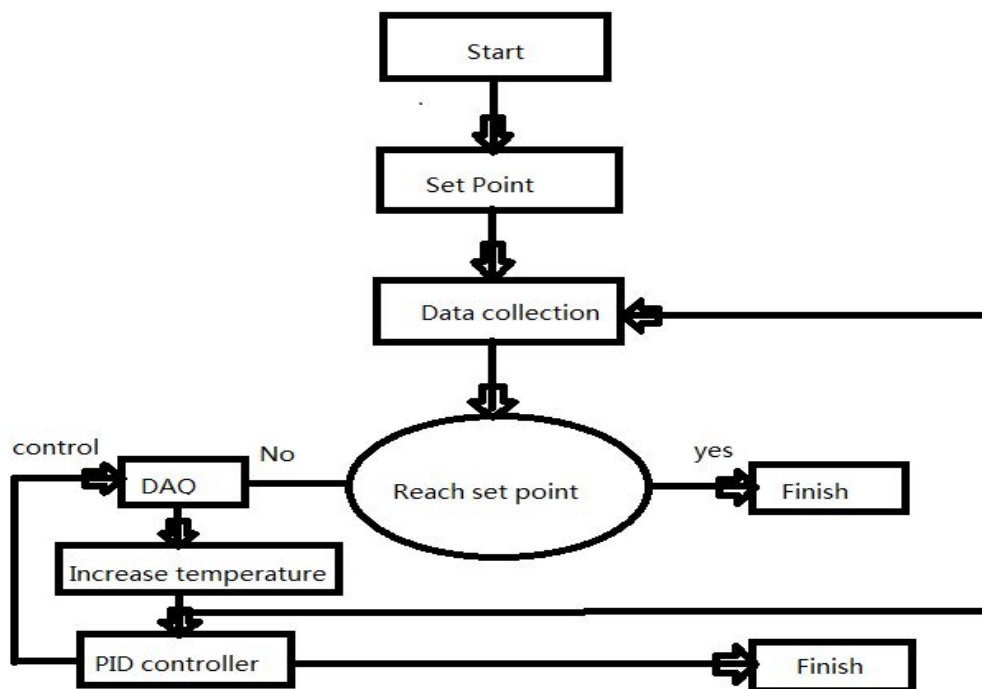 Start
Set Point
Data collection
control
No
yes
DAQ
Reach set point
Finish
Increase temperature
PID controller
Finish